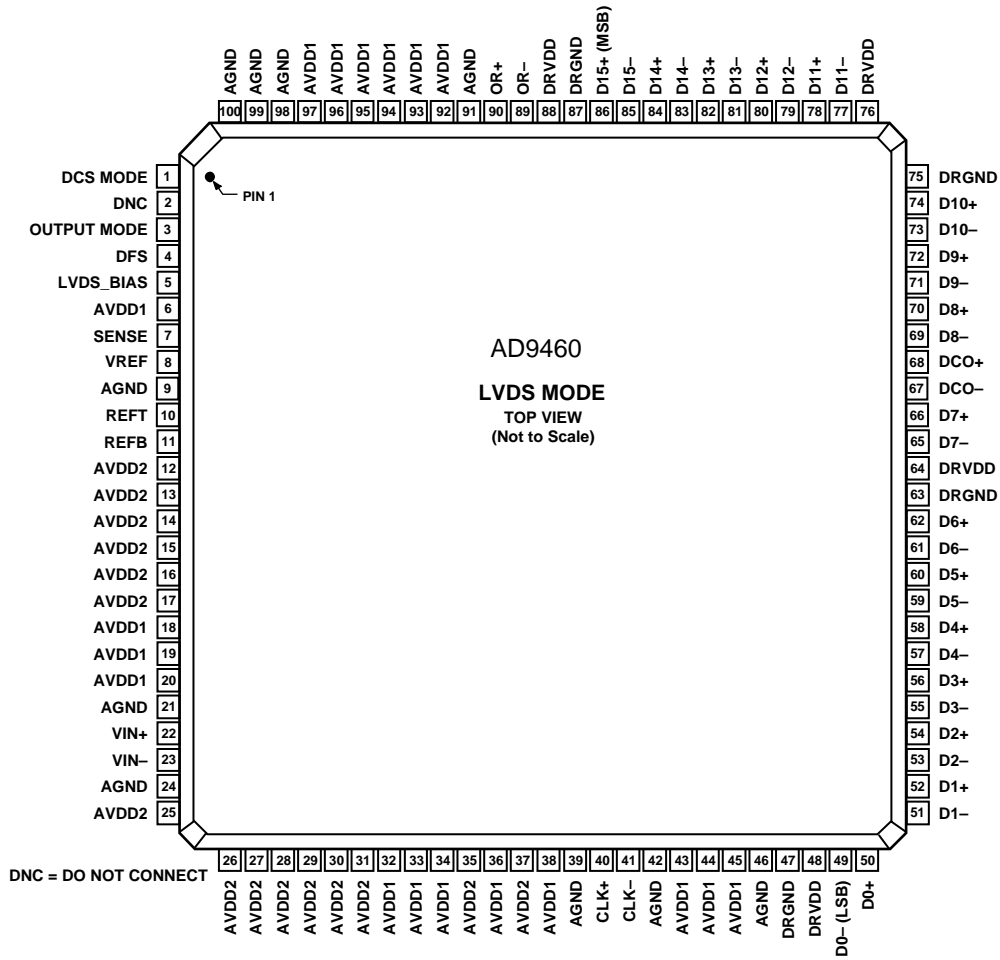 AGND
AGND
AGND
AVDD1
AVDD1
AVDD1
AVDD1
AVDD1
AVDD1
AGND
OR+
OR–
DRVDD
DRGND
D15+ (MSB)
D15–
D14+
D14–
D13+
D13–
D12+
D12–
D11+
D11–
DRVDD
100 99 98 97 96 95 94 93 92 91 90 89 88 87 86 85 84 83 82 81 80 79 78 77 76
DCS MODE 1
DNC 2
OUTPUT MODE 3
DFS 4
LVDS_BIAS 5
AVDD1 6
SENSE 7
VREF 8
AGND 9
REFT 10
REFB 11
AVDD2 12
AVDD2 13
AVDD2 14
AVDD2 15
AVDD2 16
AVDD2 17
AVDD1 18
AVDD1 19
AVDD1 20
AGND 21
VIN+ 22
VIN– 23
AGND 24
AVDD2 25
PIN 1
AD9460
LVDS MODE
TOP VIEW
(Not to Scale)
75 DRGND
74 D10+
73 D10–
72 D9+
71 D9–
70 D8+
69 D8–
68 DCO+
67 DCO–
66 D7+
65 D7–
64 DRVDD
63 DRGND
62 D6+
61 D6–
60 D5+
59 D5–
58 D4+
57 D4–
56 D3+
55 D3–
54 D2+
53 D2–
52 D1+
51 D1–
26 27 28 29 30 31 32 33 34 35 36 37 38 39 40 41 42 43 44 45 46 47 48 49 50
AVDD2
AVDD2
AVDD2
AVDD2
AVDD2
AVDD2
AVDD1
AVDD1
AVDD1
AVDD2
AVDD1
AVDD2
AVDD1
AGND
CLK+
CLK–
AGND
AVDD1
AVDD1
AVDD1
AGND
DRGND
DRVDD
D0– (LSB)
D0+
DNC = DO NOT CONNECT